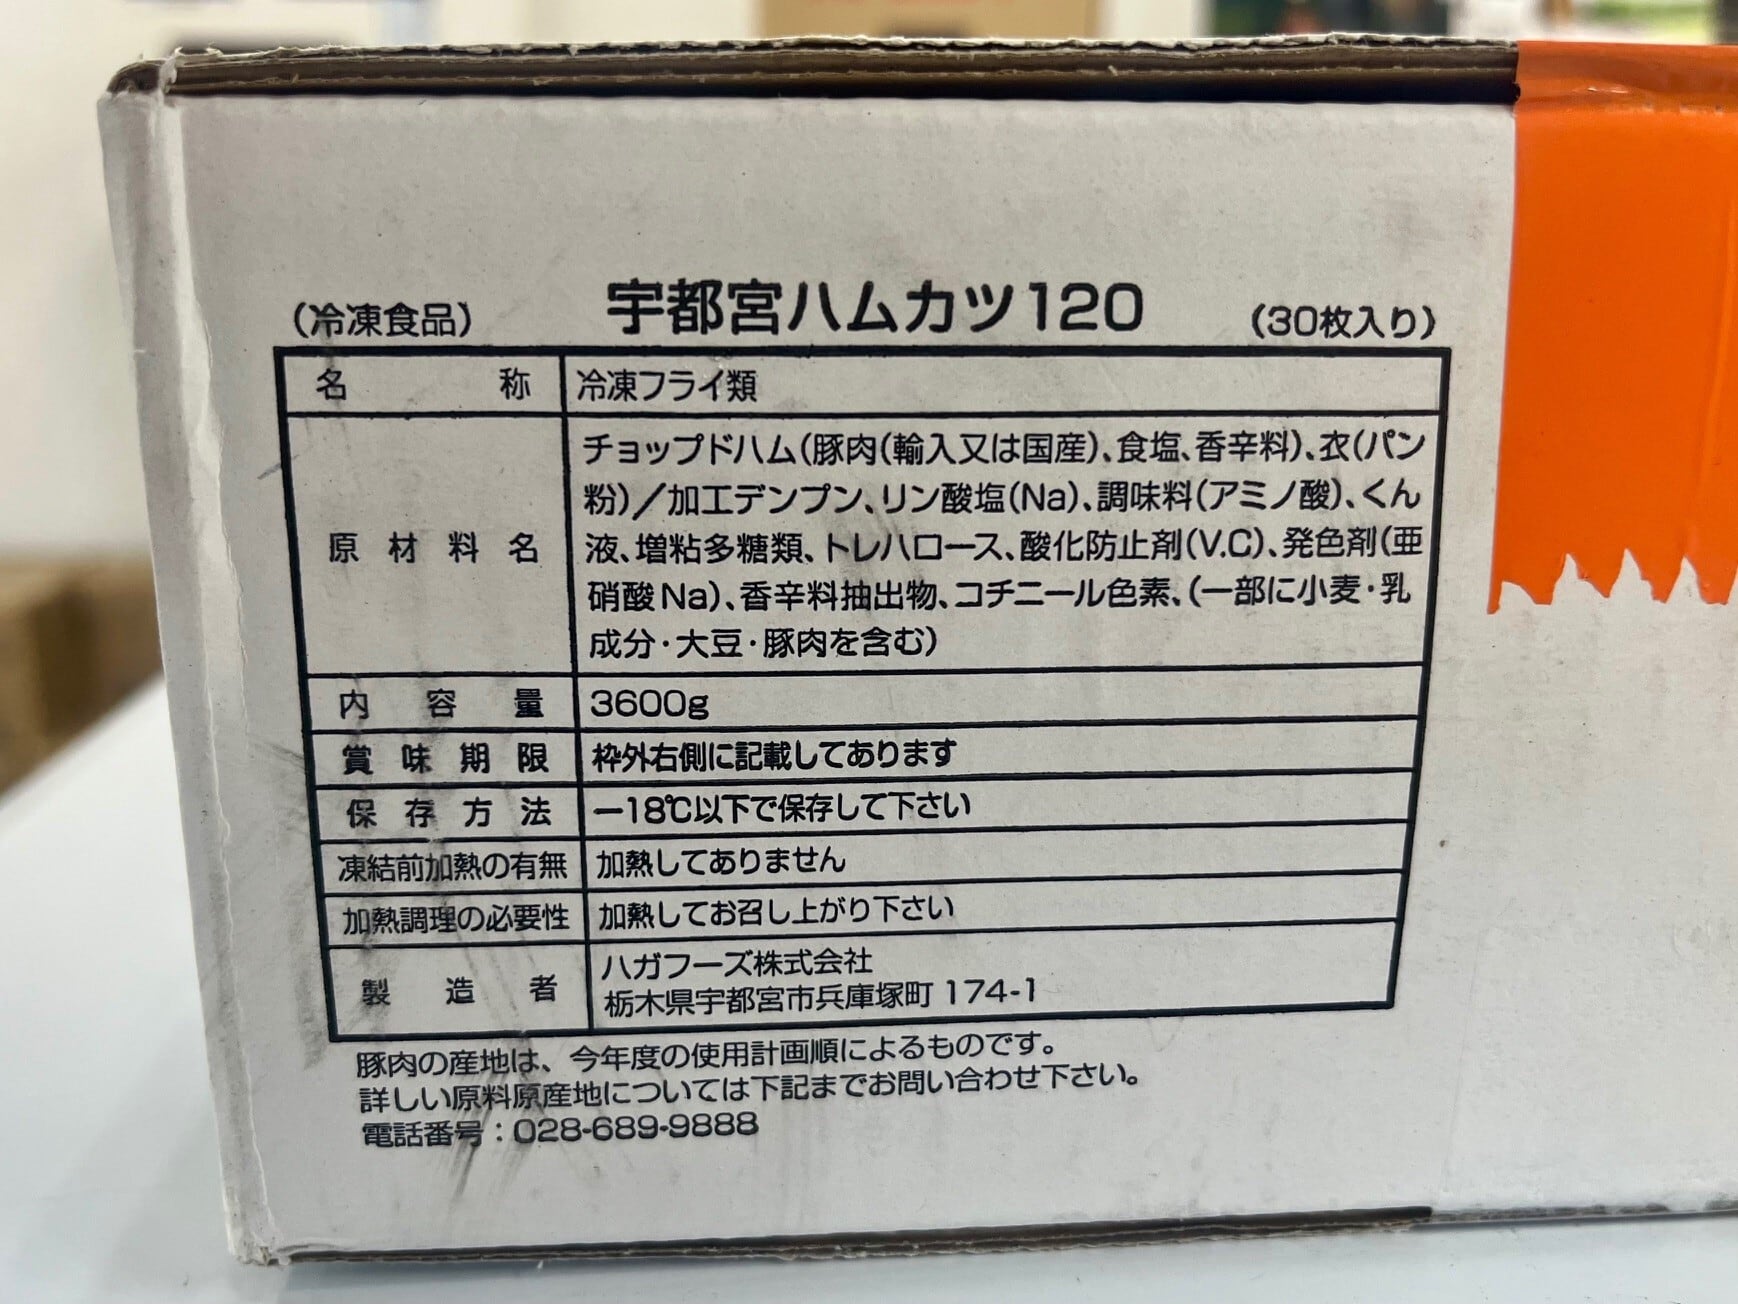 (冷凍食品) 宇都宮ハムカツ120 (30枚入り)
名称 冷凍フライ類
原材料名 チョップドハム(豚肉(輸入又は国産)、食塩、香辛料)、衣(パン
粉)/加工デンプン、リン酸塩(Na)、調味料(アミノ酸)、くん
液、増粘多糖類、トレハロース、酸化防止剤(V.C)、発色剤(亜
硝酸Na)、香辛料抽出物、コチニール色素、(一部に小麦・乳
成分・大豆・豚肉を含む)
内容量 3600g
賞味期限 枠外右側に記載してあります
保存方法 −18℃以下で保存して下さい
凍結前加熱の有無 加熱してありません
加熱調理の必要性 加熱してお召し上がり下さい
製造者 ハガフーズ株式会社
栃木県宇都宮市兵庫塚町 174-1
豚肉の産地は、今年度の使用計画順によるものです。
詳しい原料原産地については下記までお問い合わせ下さい。
電話番号:028-689-9888